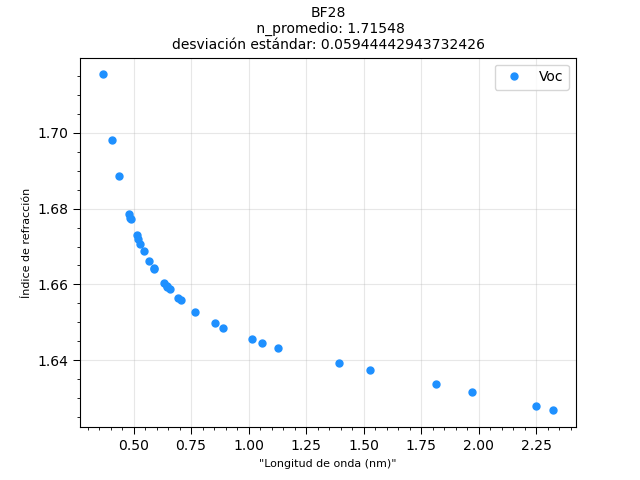 BF28
n_promedio: 1.71548
desviación estándar: 0.05944442943732426
Voc
1.70
1.68
1.66
1.64
Índice de refracción
0.50 0.75 1.00 1.25 1.50 1.75 2.00 2.25
"Longitud de onda (nm)"